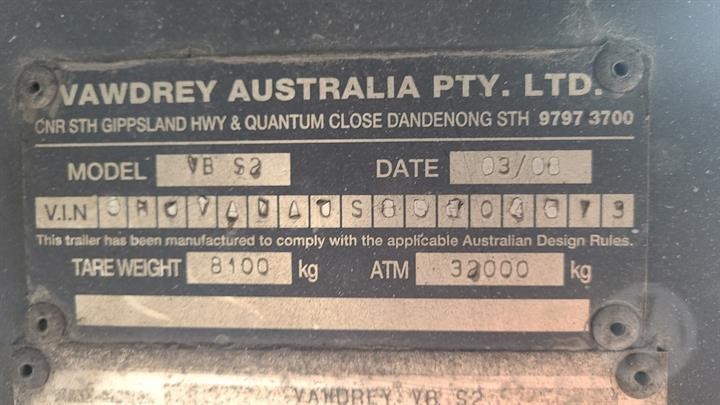 VAWDREY AUSTRALIA PTY. LTD.
CNR STH GIPPSLAND HWY & QUANTUM CLOSE DANDENONG STH 9797 3700
MODEL VB S2 DATE 03/06
V.I.N
This trailer has been manufactured to comply with the applicable Australian Design Rules.
TARE WEIGHT 8100 kg ATM 32000 kg
VAWDREY VB S2